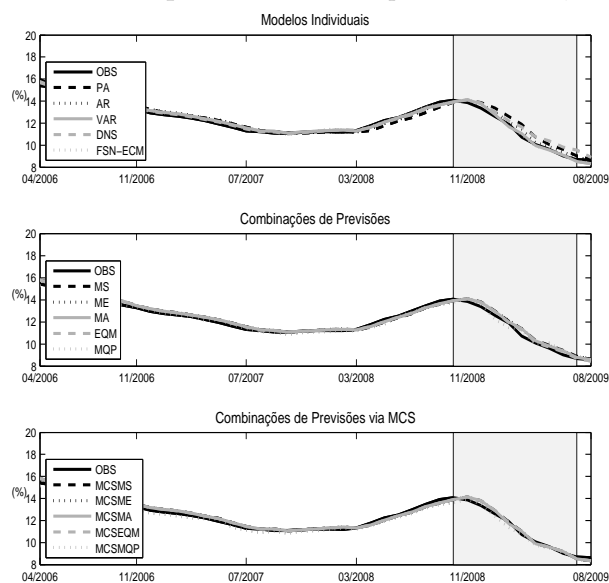 Modelos Individuais
20
18
16
(%)14
12
10
8
OBS
PA
AR
VAR
DNS
FSN-ECM
04/2006 11/2006 07/2007 03/2008 11/2008 08/2009
Combinações de Previsões
20
18
16
(%)14
12
10
8
OBS
MS
ME
MA
EQM
MQP
04/2006 11/2006 07/2007 03/2008 11/2008 08/2009
Combinações de Previsões via MCS
20
18
16
(%)14
12
10
8
OBS
MCSMS
MCSME
MCSMA
MCSEQM
MCSMQP
04/2006 11/2006 07/2007 03/2008 11/2008 08/2009